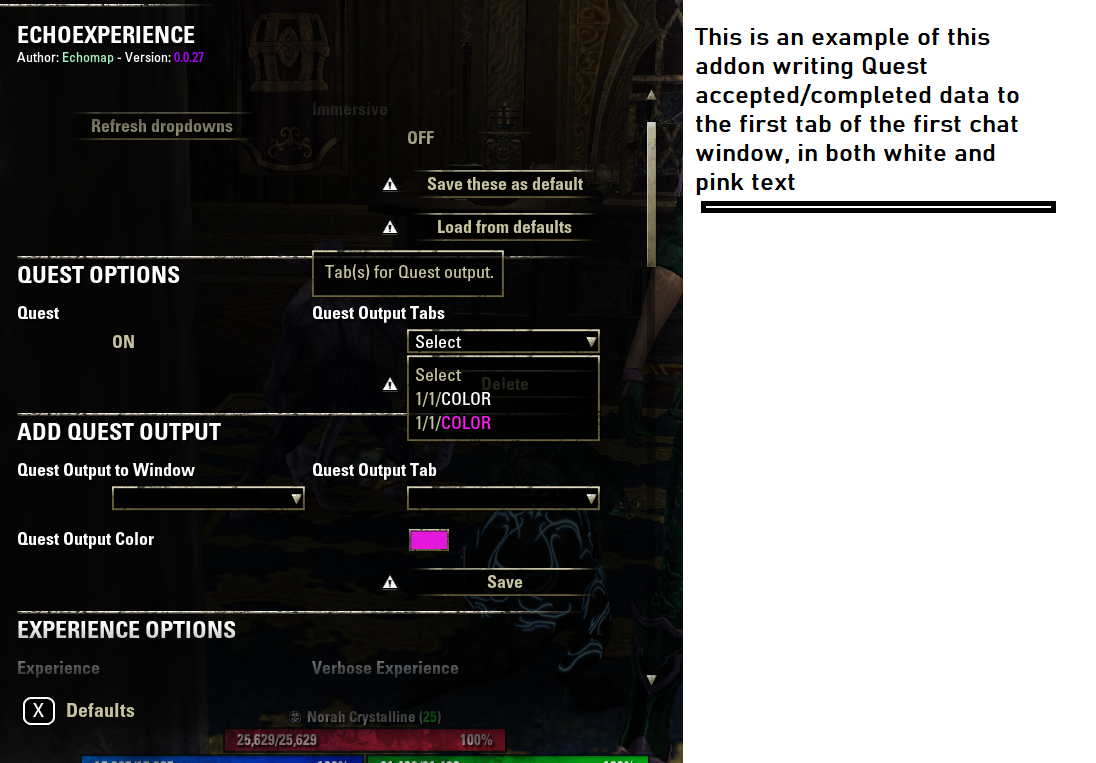 ECHOEXPERIENCE
Author: Echomap - Version: 0.0.27
Immersive
Refresh dropdowns
OFF
Save these as default
Load from defaults
QUEST OPTIONS
Tab(s) for Quest output.
Quest
Quest Output Tabs
ON
Select
Select
Delete
1/1/COLOR
1/1/COLOR
ADD QUEST OUTPUT
Quest Output to Window
Quest Output Tab
Quest Output Color
Save
EXPERIENCE OPTIONS
Experience
Verbose Experience
X Defaults
Norah Crystalline (25)
25,629/25,629 100%
This is an example of this
addon writing Quest
accepted/completed data to
the first tab of the first chat
window, in both white and
pink text